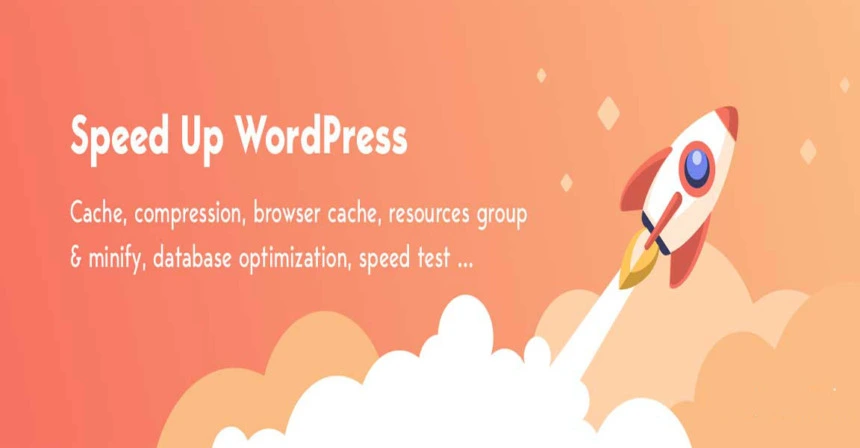 Speed Up WordPress
Cache, compression, browser cache, resources group
& minify, database optimization, speed test ...